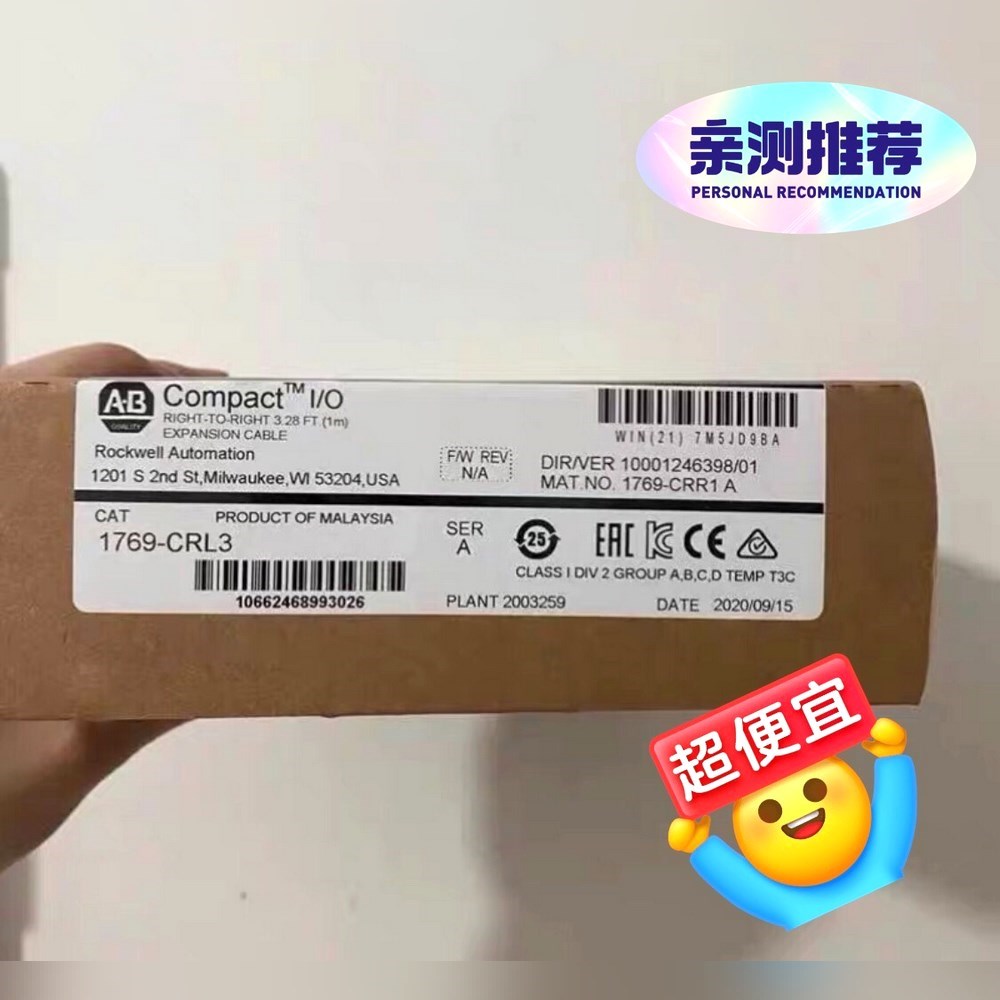 亲测推荐
PERSONAL RECOMMENDATION
A·B
QUALITY
Compact™ I/O
RIGHT-TO-RIGHT 3.28 FT.(1m)
EXPANSION CABLE
Rockwell Automation
1201 S 2nd St,Milwaukee,WI 53204,USA
F/W REV
N/A
WIN(21) 7M5JD9BA
DIR/VER 10001246398/01
MAT.NO. 1769-CRR1 A
CAT
PRODUCT OF MALAYSIA
1769-CRL3
10662468993026
SER
A
25
EAC
KC
CE
CLASS I DIV 2 GROUP A,B,C,D TEMP T3C
PLANT 2003259
DATE 2020/09/15
超便宜